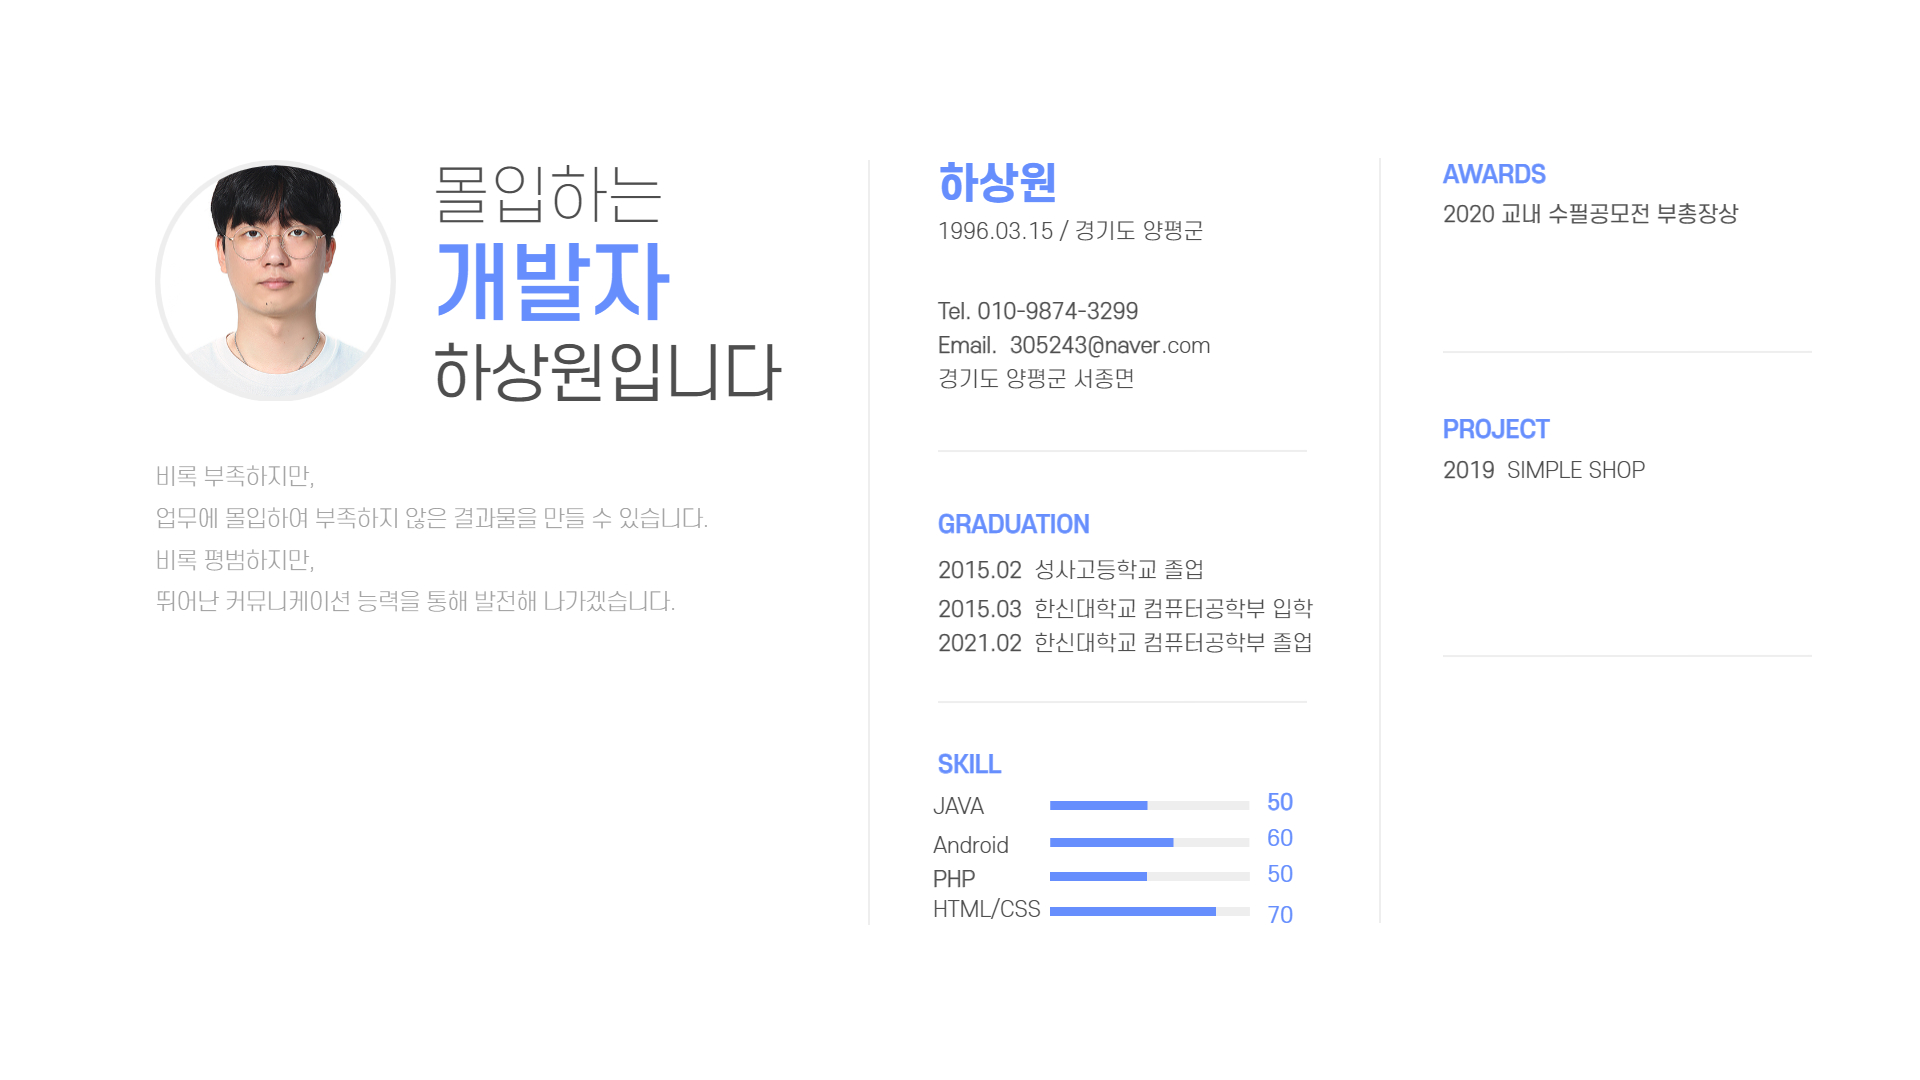 몰입하는
개발자
하상원입니다
비록 부족하지만,
업무에 몰입하여 부족하지 않은 결과물을 만들 수 있습니다.
비록 평범하지만,
뛰어난 커뮤니케이션 능력을 통해 발전해 나가겠습니다.
하상원
1996.03.15 / 경기도 양평군
Tel. 010-9874-3299
Email. 305243@naver.com
경기도 양평군 서종면
GRADUATION
2015.02 성사고등학교 졸업
2015.03 한신대학교 컴퓨터공학부 입학
2021.02 한신대학교 컴퓨터공학부 졸업
SKILL
JAVA 50
Android 60
PHP 50
HTML/CSS 70
AWARDS
2020 교내 수필공모전 부총장상
PROJECT
2019 SIMPLE SHOP